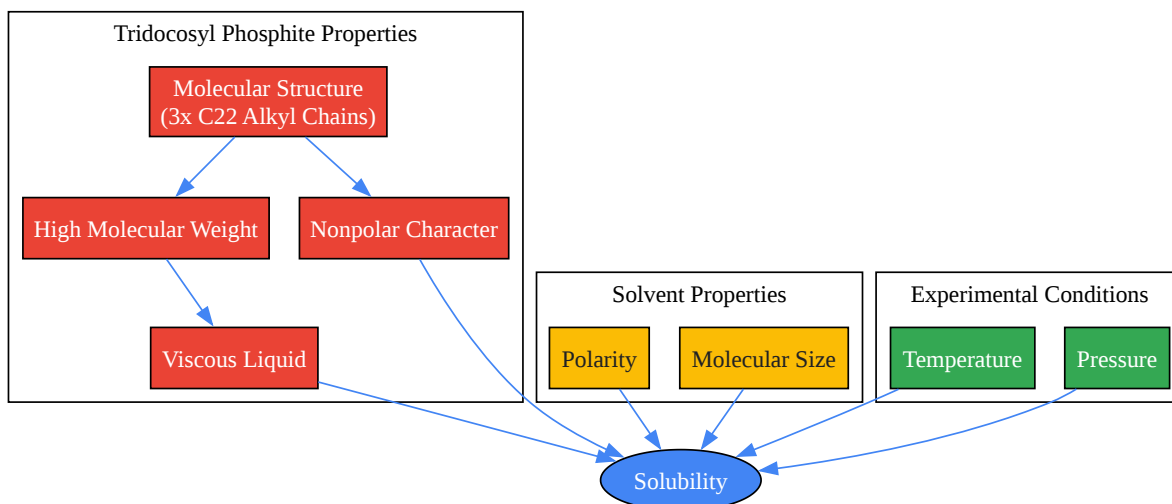 Tridocosyl Phosphite Properties
Molecular Structure
(3x C22 Alkyl Chains)
High Molecular Weight
Nonpolar Character
Viscous Liquid
Solvent Properties
Polarity
Molecular Size
Experimental Conditions
Temperature
Pressure
Solubility